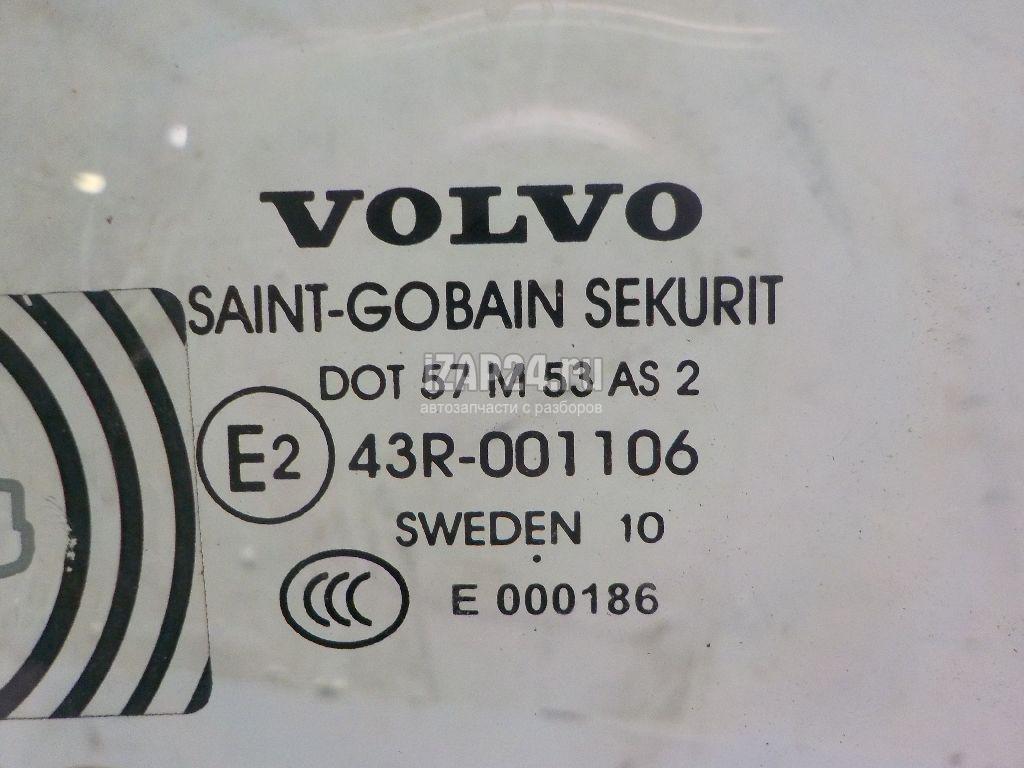 VOLVO
SAINT-GOBAIN SEKURIT
iZAP24.ru
DOT 57 M 53 AS 2
автозапчасти с разборов
E2 43R-001106
SWEDEN 10
CCC E 000186